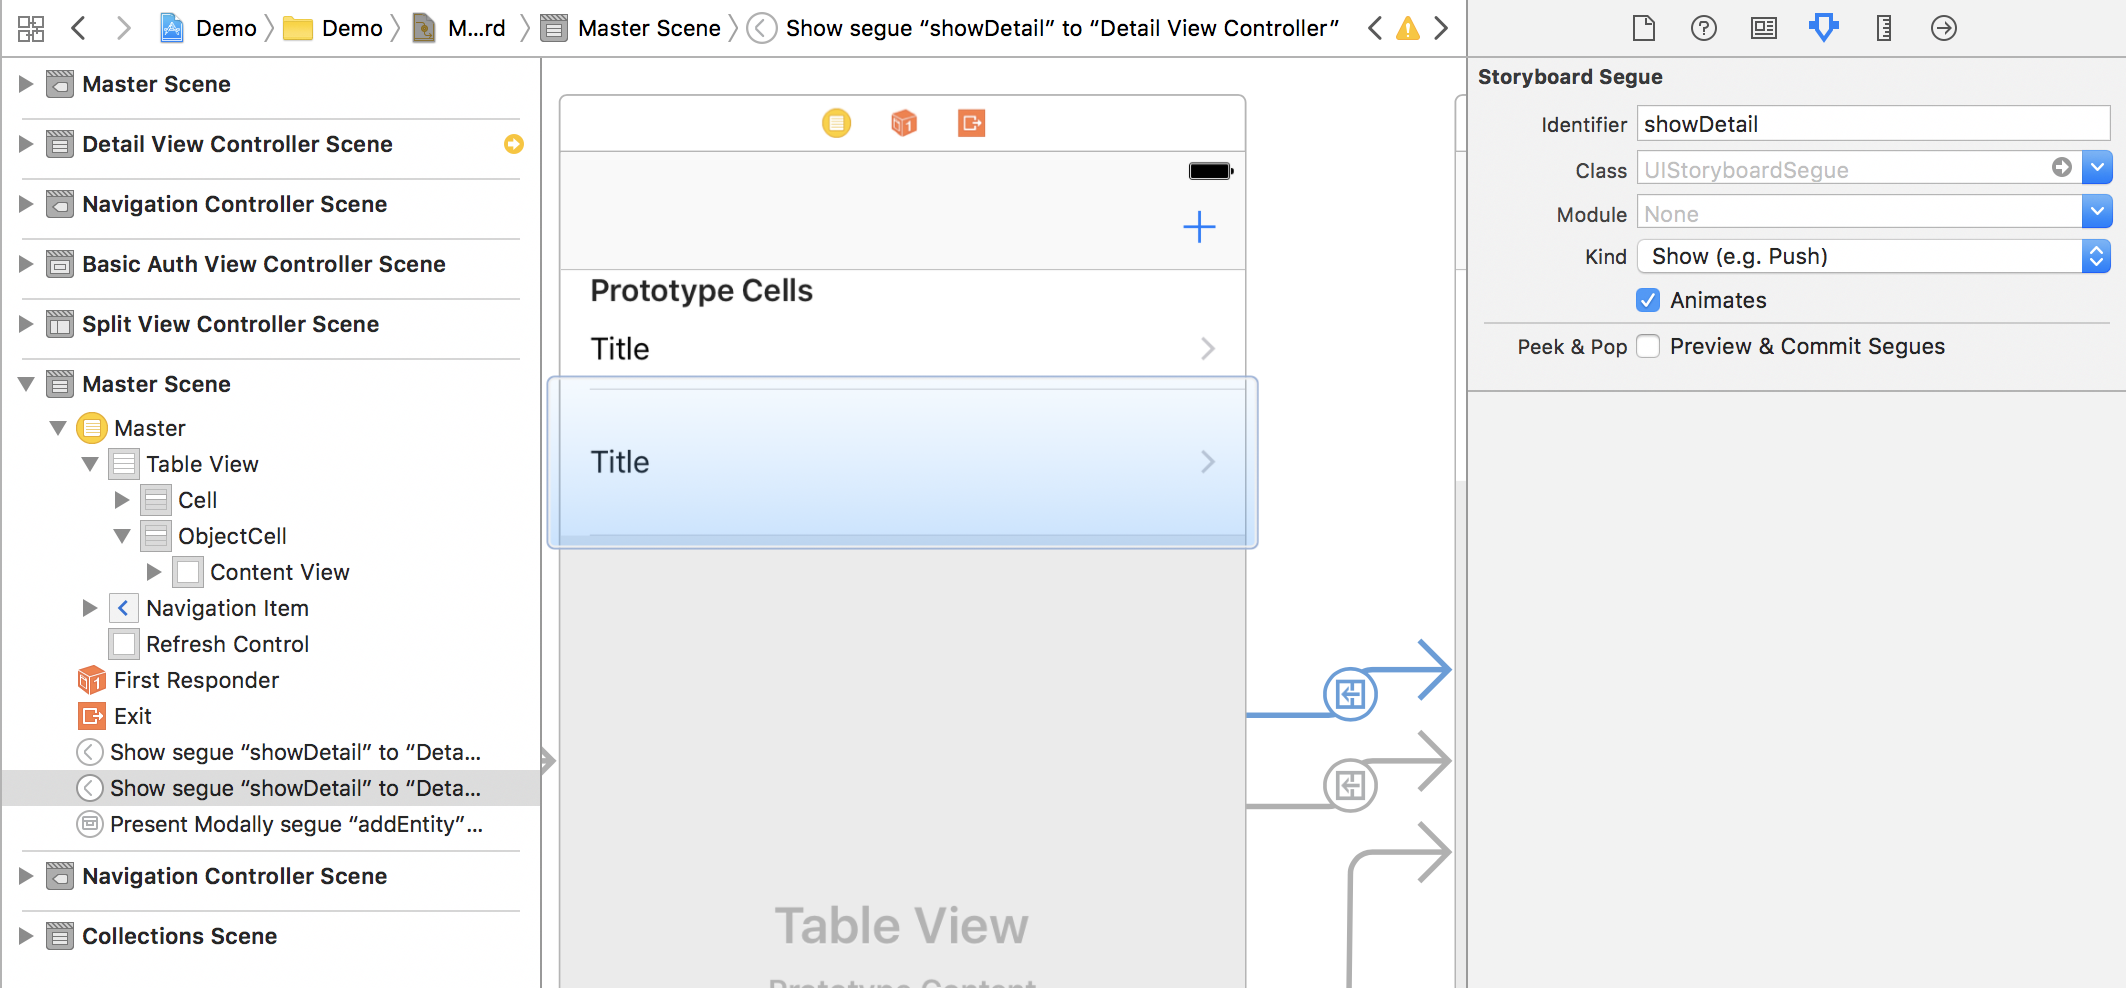 Demo Demo M...rd Master Scene Show segue “showDetail” to “Detail View Controller”
Master Scene
Detail View Controller Scene
Navigation Controller Scene
Basic Auth View Controller Scene
Split View Controller Scene
Master Scene
Master
Table View
Cell
ObjectCell
Content View
Navigation Item
Refresh Control
First Responder
Exit
Show segue “showDetail” to “Deta...
Show segue “showDetail” to “Deta...
Present Modally segue “addEntity”...
Navigation Controller Scene
Collections Scene
Prototype Cells
Title
Title
Table View
Prototype Content
Storyboard Segue
Identifier showDetail
Class UIStoryboardSegue
Module None
Kind Show (e.g. Push)
Animates
Peek & Pop Preview & Commit Segues